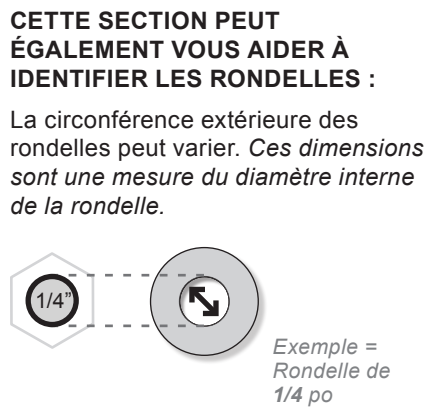 CETTE SECTION PEUT
ÉGALEMENT VOUS AIDER À
IDENTIFIER LES RONDELLES :
La circonférence extérieure des
rondelles peut varier. Ces dimensions
sont une mesure du diamètre interne
de la rondelle.
1/4”
Exemple =
Rondelle de
1/4 po